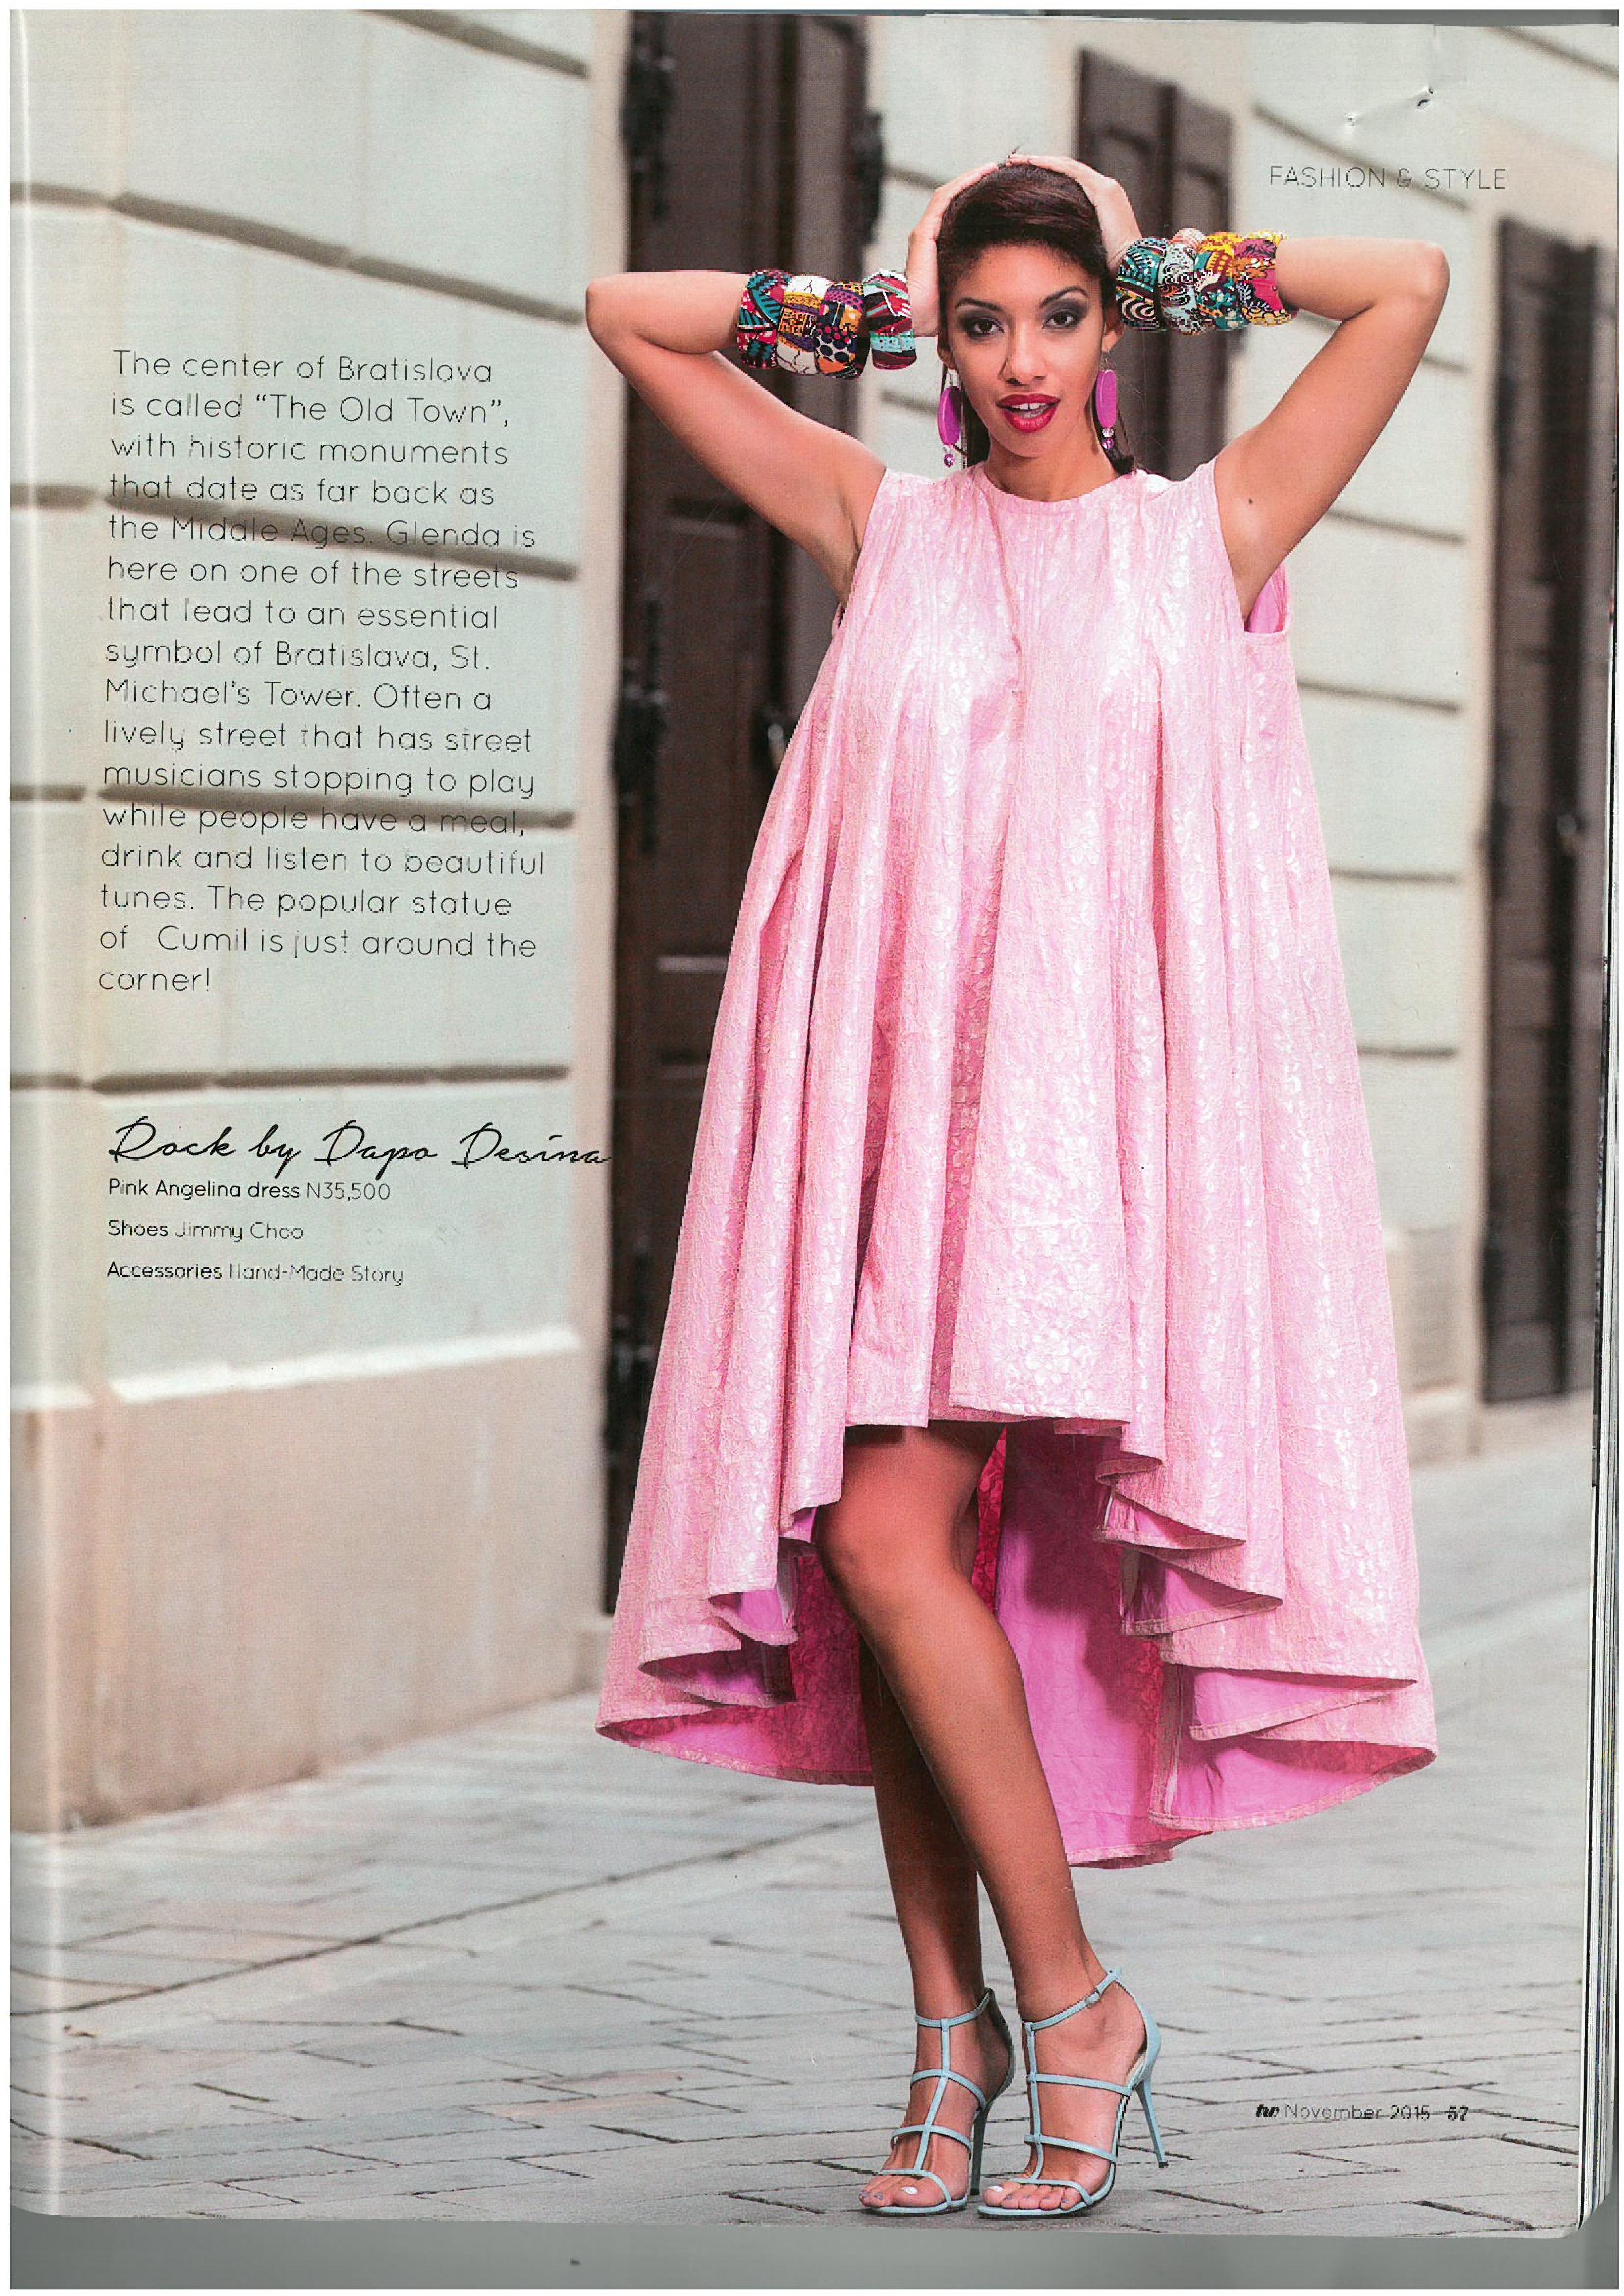 FASHION & STYLE
The center of Bratislava
is called “The Old Town”,
with historic monuments
that date as far back as
the Middle Ages. Glenda is
here on one of the streets
that lead to an essential
symbol of Bratislava, St.
Michael’s Tower. Often a
lively street that has street
musicians stopping to play
while people have a meal,
drink and listen to beautiful
tunes. The popular statue
of Cumil is just around the
corner!
Rock by Dapo Desina
Pink Angelina dress N35,500
Shoes Jimmy Choo
Accessories Hand-Made Story
tw November 2015 57